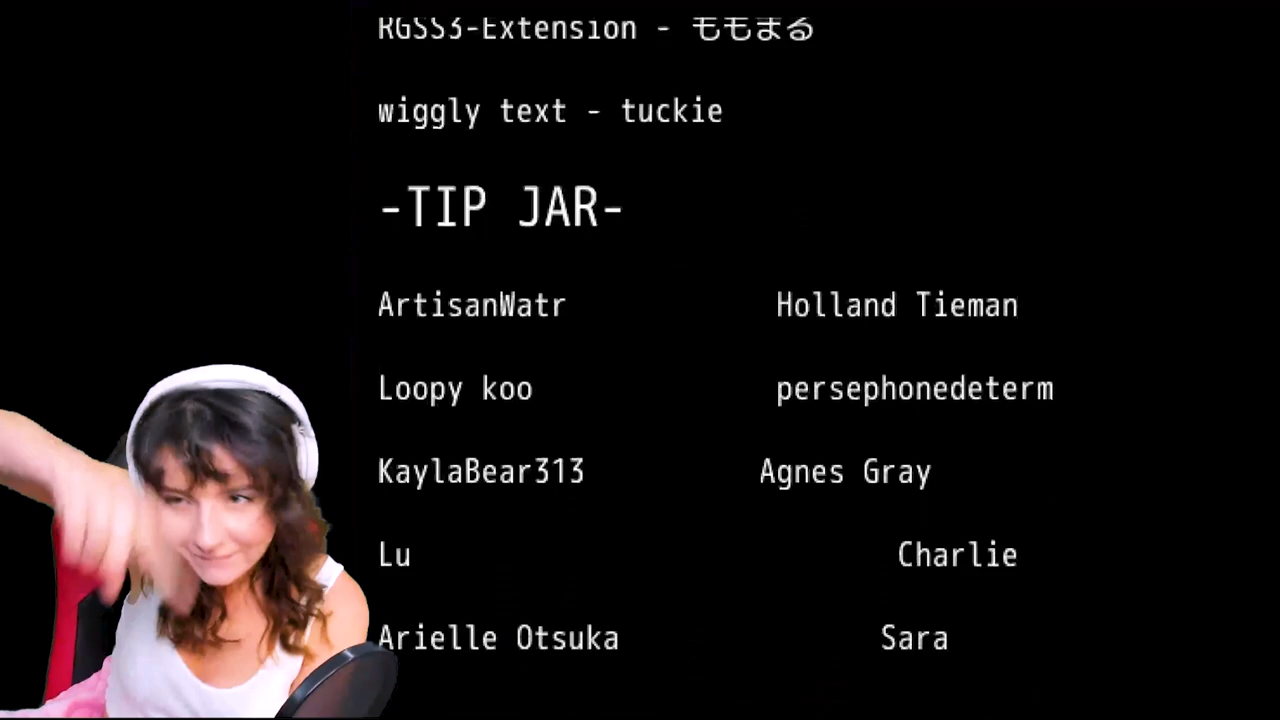 RGSS3-Extension - ももまる
wiggly text - tuckie
-TIP JAR-
ArtisanWatr Holland Tieman
Loopy koo persephonedeterm
KaylaBear313 Agnes Gray
Lu Charlie
Arielle Otsuka Sara